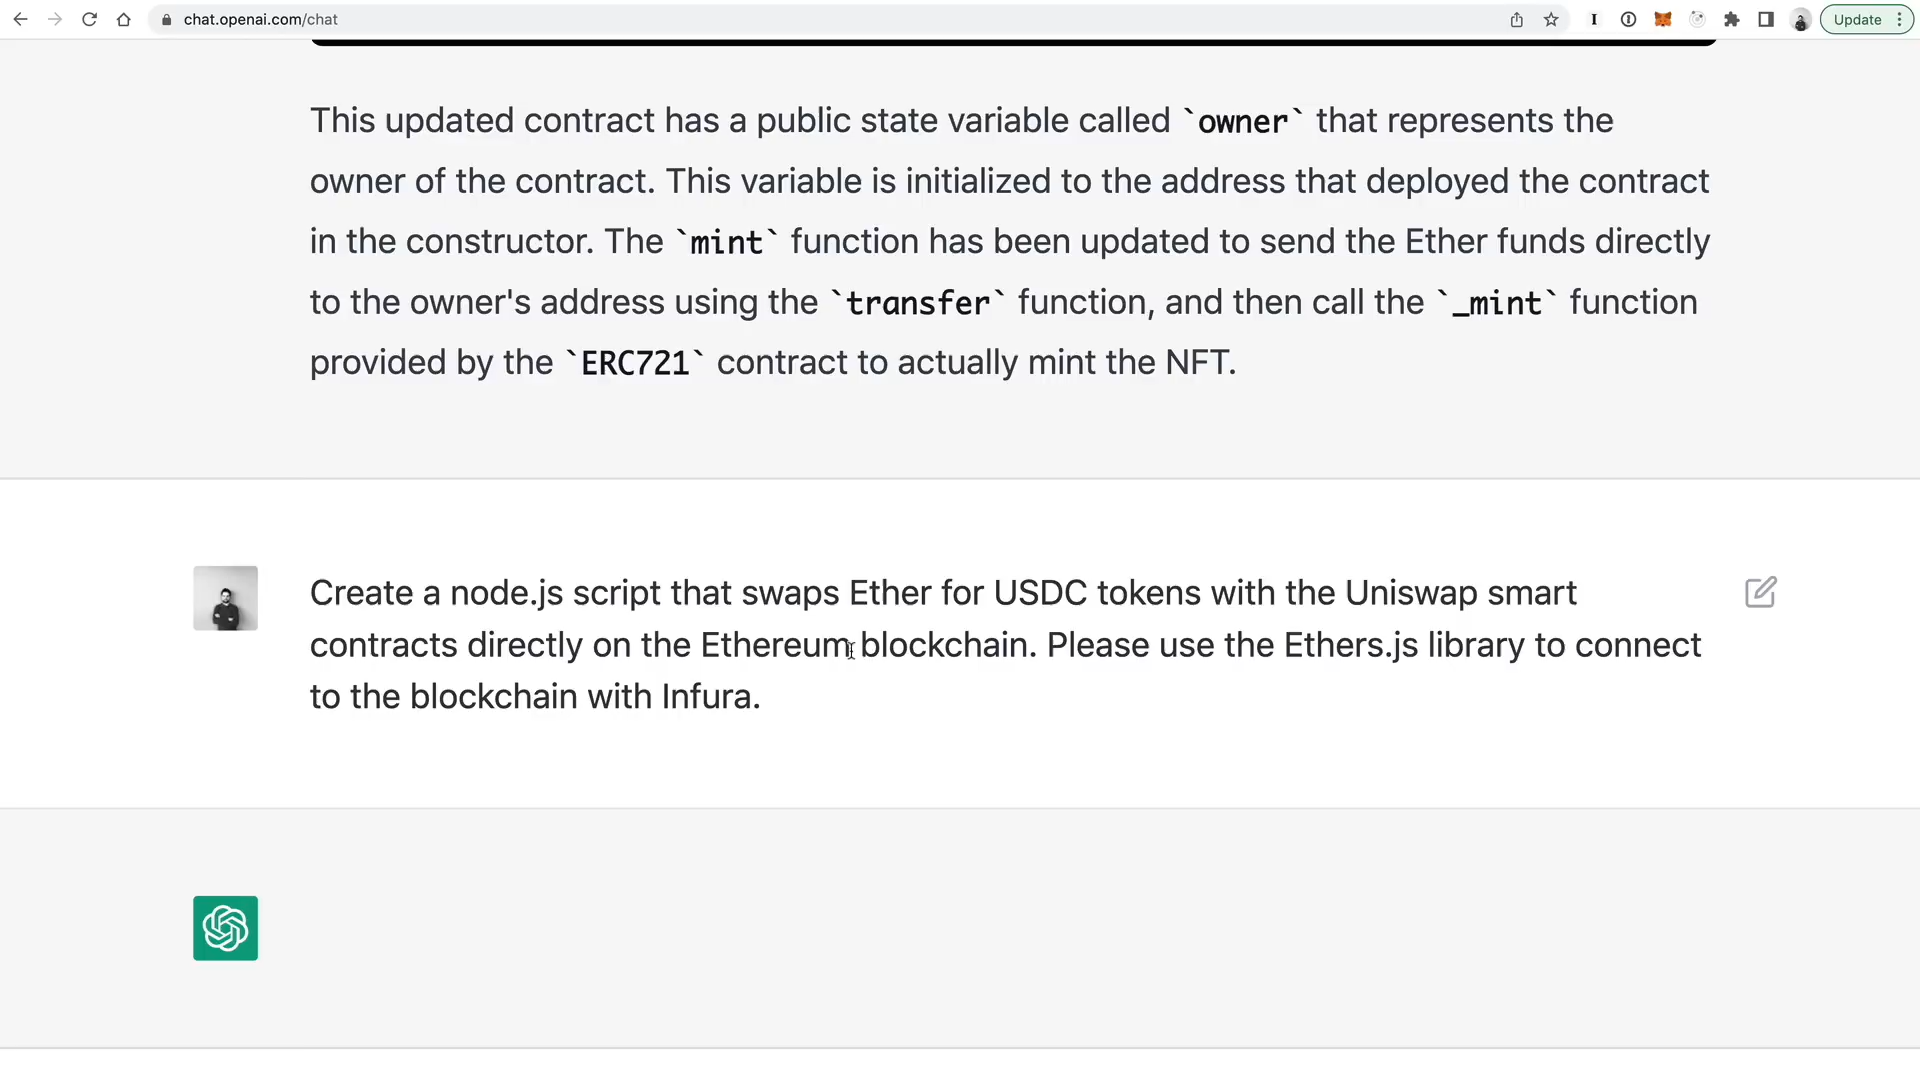 chat.openai.com/chat
Update
This updated contract has a public state variable called `owner` that represents the
owner of the contract. This variable is initialized to the address that deployed the contract
in the constructor. The `mint` function has been updated to send the Ether funds directly
to the owner's address using the `transfer` function, and then call the `_mint` function
provided by the `ERC721` contract to actually mint the NFT.
Create a node.js script that swaps Ether for USDC tokens with the Uniswap smart
contracts directly on the Ethereum blockchain. Please use the Ethers.js library to connect
to the blockchain with Infura.